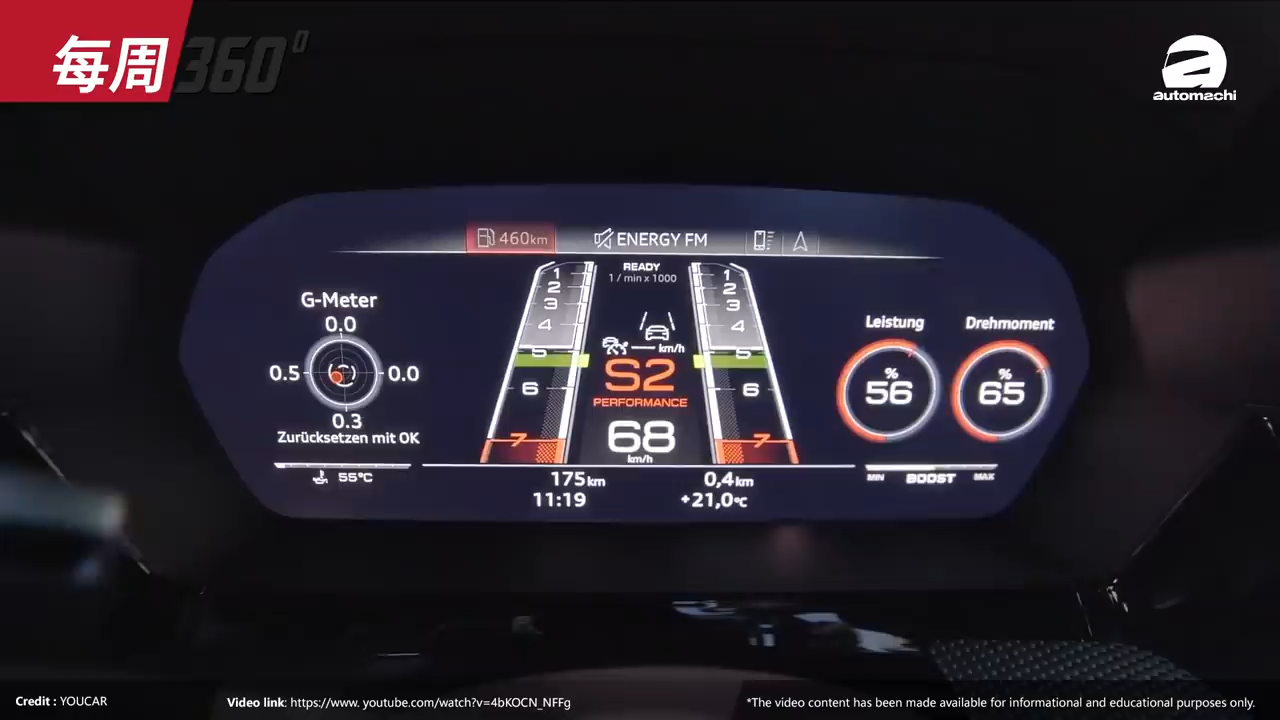 每周360°
automachi
460km
ENERGY FM
READY
1 / min x 1000
1
2
3
4
5
6
7
1
2
3
4
5
6
7
km/h
S2
PERFORMANCE
68
km/h
G-Meter
0.0
0.5
0.0
0.3
Zurücksetzen mit OK
55°C
Leistung
%
56
Drehmoment
%
65
MIN BOOST MAX
175km 0,4km
11:19 +21,0°C
Credit : YOUCAR
Video link: https://www. youtube.com/watch?v=4bKOCN_NFFg
*The video content has been made available for informational and educational purposes only.